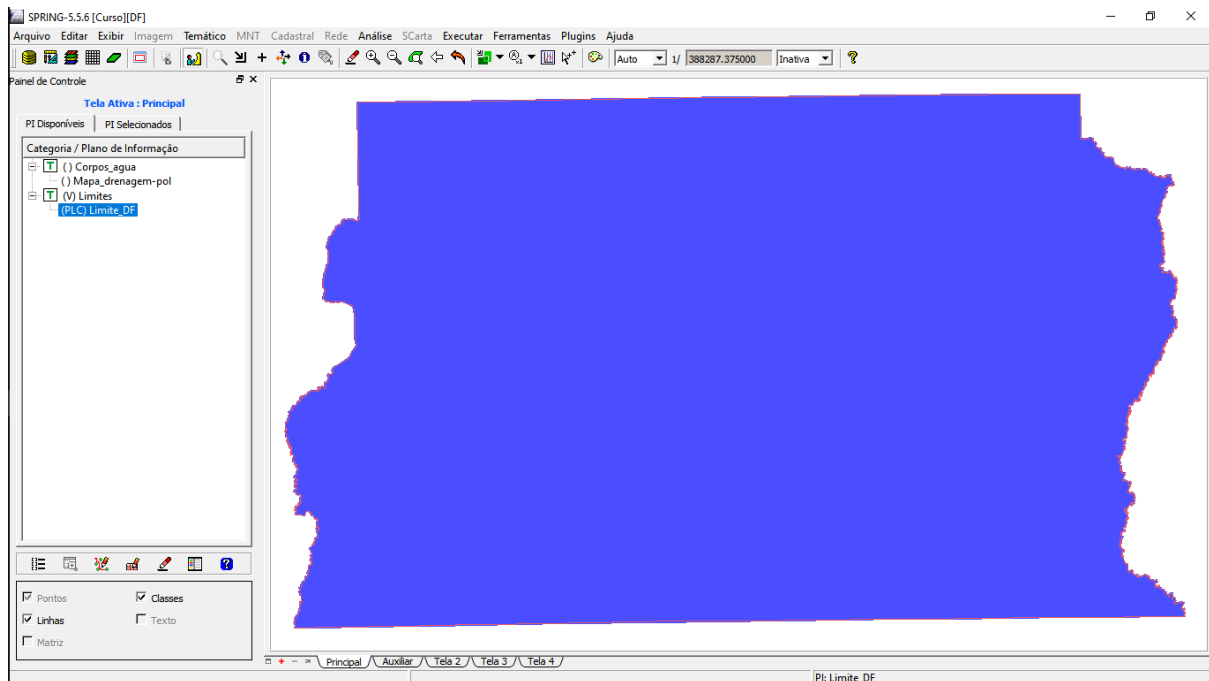 SPRING-5.5.6 [Curso][DF]
Arquivo Editar Exibir Imagem Temático MNT Cadastral Rede Análise SCarta Executar Ferramentas Plugins Ajuda
Auto 1/ 388287.375000 Inativa
Painel de Controle
Tela Ativa : Principal
PI Disponíveis PI Selecionados
Categoria / Plano de Informação
T () Corpos_agua
() Mapa_drenagem-pol
T (V) Limites
(PLC) Limite_DF
Pontos Classes
Linhas Texto
Matriz
Principal Auxiliar Tela 2 Tela 3 Tela 4
PI: Limite_DF